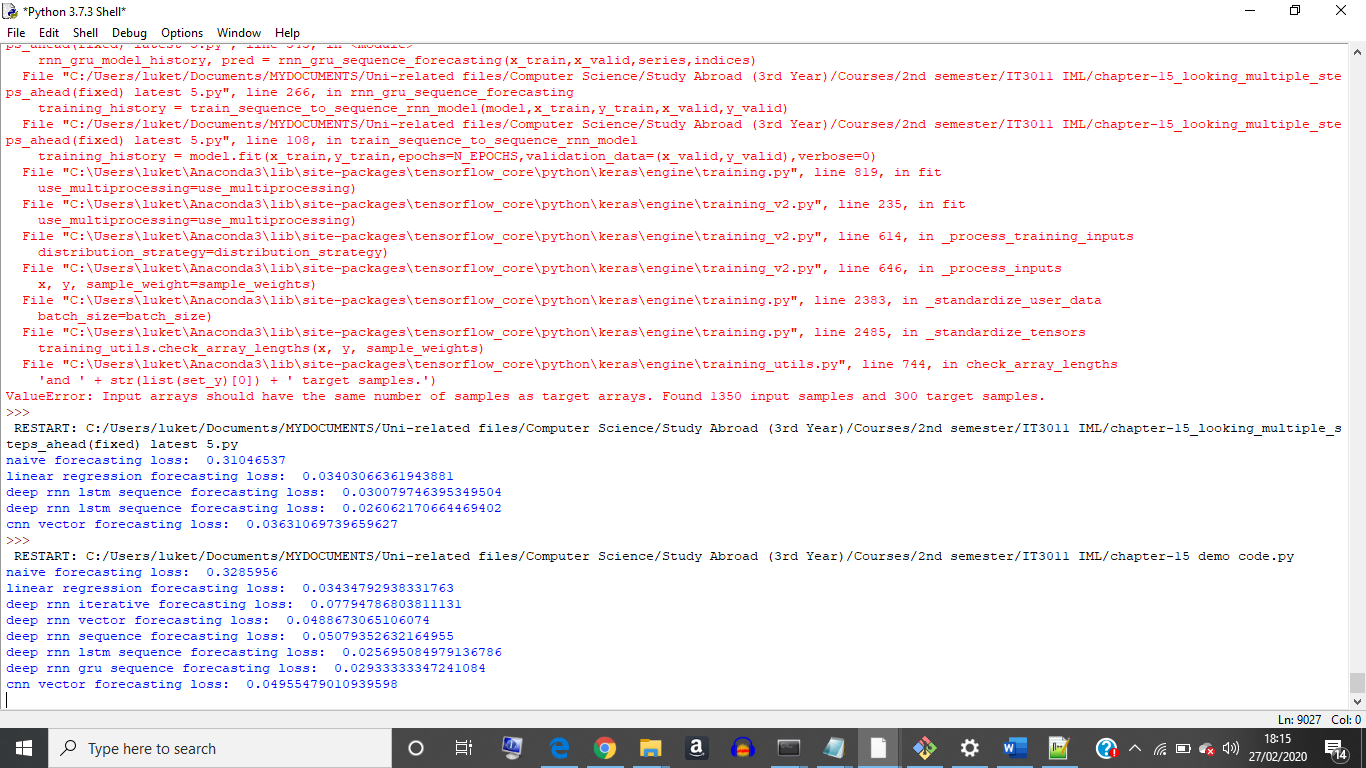 *Python 3.7.3 Shell*
File Edit Shell Debug Options Window Help
rnn_gru_model_history, pred = rnn_gru_sequence_forecasting(x_train,x_valid,series,indices)
File "C:/Users/luket/Documents/MYDOCUMENTS/Uni-related files/Computer Science/Study Abroad (3rd Year)/Courses/2nd semester/IT3011 IML/chapter-15_looking_multiple_ste
ps_ahead(fixed) latest 5.py", line 266, in rnn_gru_sequence_forecasting
training_history = train_sequence_to_sequence_rnn_model(model,x_train,y_train,x_valid,y_valid)
File "C:/Users/luket/Documents/MYDOCUMENTS/Uni-related files/Computer Science/Study Abroad (3rd Year)/Courses/2nd semester/IT3011 IML/chapter-15_looking_multiple_ste
ps_ahead(fixed) latest 5.py", line 108, in train_sequence_to_sequence_rnn_model
training_history = model.fit(x_train,y_train,epochs=N_EPOCHS,validation_data=(x_valid,y_valid),verbose=0)
File "C:\Users\luket\Anaconda3\lib\site-packages\tensorflow_core\python\keras\engine\training.py", line 819, in fit
use_multiprocessing=use_multiprocessing)
File "C:\Users\luket\Anaconda3\lib\site-packages\tensorflow_core\python\keras\engine\training_v2.py", line 235, in fit
use_multiprocessing=use_multiprocessing)
File "C:\Users\luket\Anaconda3\lib\site-packages\tensorflow_core\python\keras\engine\training_v2.py", line 614, in _process_training_inputs
distribution_strategy=distribution_strategy)
File "C:\Users\luket\Anaconda3\lib\site-packages\tensorflow_core\python\keras\engine\training_v2.py", line 646, in _process_inputs
x, y, sample_weight=sample_weights)
File "C:\Users\luket\Anaconda3\lib\site-packages\tensorflow_core\python\keras\engine\training.py", line 2383, in _standardize_user_data
batch_size=batch_size)
File "C:\Users\luket\Anaconda3\lib\site-packages\tensorflow_core\python\keras\engine\training.py", line 2485, in _standardize_tensors
training_utils.check_array_lengths(x, y, sample_weights)
File "C:\Users\luket\Anaconda3\lib\site-packages\tensorflow_core\python\keras\engine\training_utils.py", line 744, in check_array_lengths
'and ' + str(list(set_y)[0]) + ' target samples.')
ValueError: Input arrays should have the same number of samples as target arrays. Found 1350 input samples and 300 target samples.
>>>
RESTART: C:/Users/luket/Documents/MYDOCUMENTS/Uni-related files/Computer Science/Study Abroad (3rd Year)/Courses/2nd semester/IT3011 IML/chapter-15_looking_multiple_s
teps_ahead(fixed) latest 5.py
naive forecasting loss:  0.31046537
linear regression forecasting loss:  0.03403066361943881
deep rnn lstm sequence forecasting loss:  0.030079746395349504
deep rnn lstm sequence forecasting loss:  0.026062170664469402
cnn vector forecasting loss:  0.03631069739659627
>>>
RESTART: C:/Users/luket/Documents/MYDOCUMENTS/Uni-related files/Computer Science/Study Abroad (3rd Year)/Courses/2nd semester/IT3011 IML/chapter-15 demo code.py
naive forecasting loss:  0.3285956
linear regression forecasting loss:  0.03434792938331763
deep rnn iterative forecasting loss:  0.07794786803811131
deep rnn vector forecasting loss:  0.0488673065106074
deep rnn sequence forecasting loss:  0.05079352632164955
deep rnn lstm sequence forecasting loss:  0.025695084979136786
deep rnn gru sequence forecasting loss:  0.02933333347241084
cnn vector forecasting loss:  0.04955479010939598
Ln: 9027 Col: 0
Type here to search
18:15
27/02/2020
14